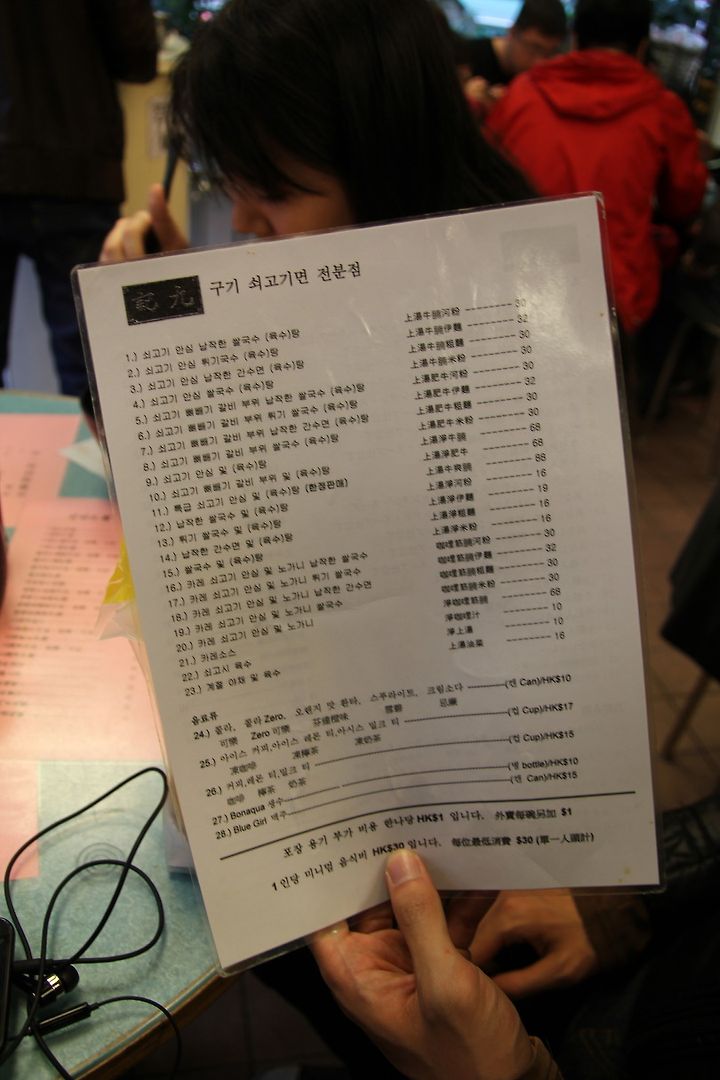 記九 구기 쇠고기면 전분점
1.) 쇠고기 안심 납작한 쌀국수 (육수)탕 上湯牛腩河粉 --------- 30
2.) 쇠고기 안심 튀기국수 (육수)탕 上湯牛腩伊麵 --------- 32
3.) 쇠고기 안심 납작한 간수면 (육수)탕 上湯牛腩粗麵 --------- 30
4.) 쇠고기 안심 쌀국수 (육수)탕 上湯牛腩米粉 --------- 30
5.) 쇠고기 뼈빼기 갈비 부위 납작한 쌀국수 (육수)탕 上湯肥牛河粉 --------- 30
6.) 쇠고기 뼈빼기 갈비 부위 튀기 쌀국수 (육수)탕 上湯肥牛伊麵 --------- 32
7.) 쇠고기 뼈빼기 갈비 부위 납작한 간수면 (육수)탕 上湯肥牛粗麵 --------- 30
8.) 쇠고기 뼈빼기 갈비 부위 쌀국수 (육수)탕 上湯肥牛米粉 --------- 30
9.) 쇠고기 안심 및 (육수)탕 上湯淨牛腩 --------- 68
10.) 쇠고기 뼈빼기 갈비 부위 및 (육수)탕 上湯淨肥牛 --------- 68
11.) 특급 쇠고기 안심 및 (육수)탕 (한정판매) 上湯牛爽腩 --------- 88
12.) 납작한 쌀국수 및 (육수)탕 上湯淨河粉 --------- 16
13.) 튀기 쌀국수 및 (육수)탕 上湯淨伊麵 --------- 19
14.) 납작한 간수면 및 (육수)탕 上湯淨粗麵 --------- 16
15.) 쌀국수 및 (육수)탕 上湯淨米粉 --------- 16
16.) 카레 쇠고기 안심 및 노가니 납작한 쌀국수 咖喱筋腩河粉 --------- 30
17.) 카레 쇠고기 안심 및 노가니 튀기 쌀국수 咖喱筋腩伊麵 --------- 32
18.) 카레 쇠고기 안심 및 노가니 납작한 간수면 咖喱筋腩粗麵 --------- 30
19.) 카레 쇠고기 안심 및 노가니 쌀국수 咖喱筋腩米粉 --------- 30
20.) 카레 쇠고기 안심 및 노가니 淨咖喱筋腩 --------- 68
21.) 카레소스 淨咖喱汁 --------- 10
22.) 쇠고시 육수 淨上湯 --------- 10
23.) 계절 야채 및 육수 上湯油菜 --------- 16
음료류
24.) 콜라, 콜라 Zero, 오렌지 맛 환타, 스푸라이트, 크림소다 ---------(캔 Can)/HK$10
可樂 Zero可樂 芬達橙味 雪碧 忌廉
25.) 아이스 커피,아이스 레몬 티,아시스 밀크 티 ---------(컵 Cup)/HK$17
凍咖啡 凍檸茶 凍奶茶
26.) 커피,레몬 티,밀크 티 ---------(컵 Cup)/HK$15
咖啡 檸茶 奶茶
27.) Bonaqua 생수---------(병 bottle)/HK$10
28.) Blue Girl 맥주---------(캔 Can)/HK$15
포장 용기 부가 비용 한나당 HK$1 입니다. 外賣每碗另加 $1
1인당 미니멈 음식비 HK$30 입니다. 每位最低消費 $30 (單一人頭計)